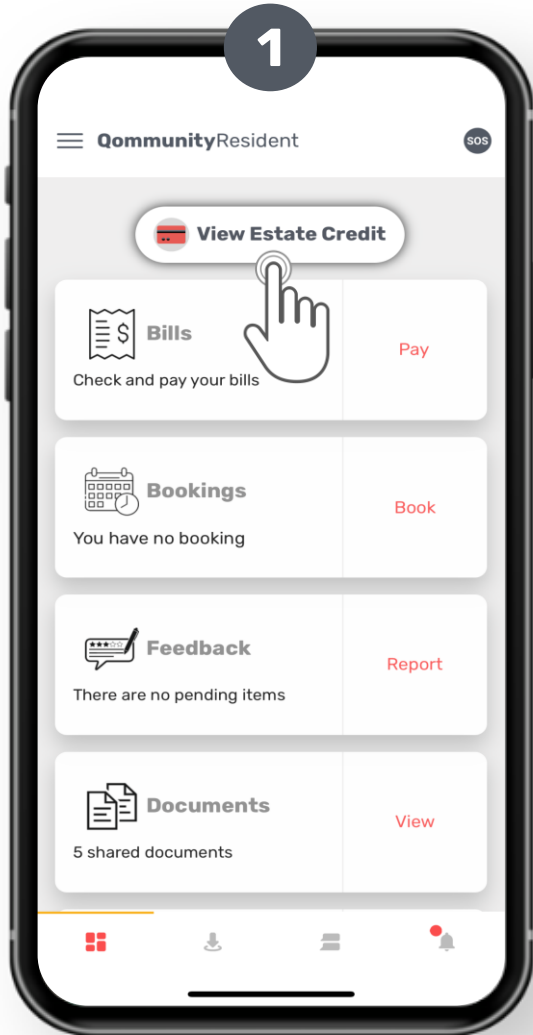 1
QommunityResident
SOS
View Estate Credit
$
Bills
Pay
Check and pay your bills
Bookings
Book
You have no booking
Feedback
Report
There are no pending items
Documents
View
5 shared documents